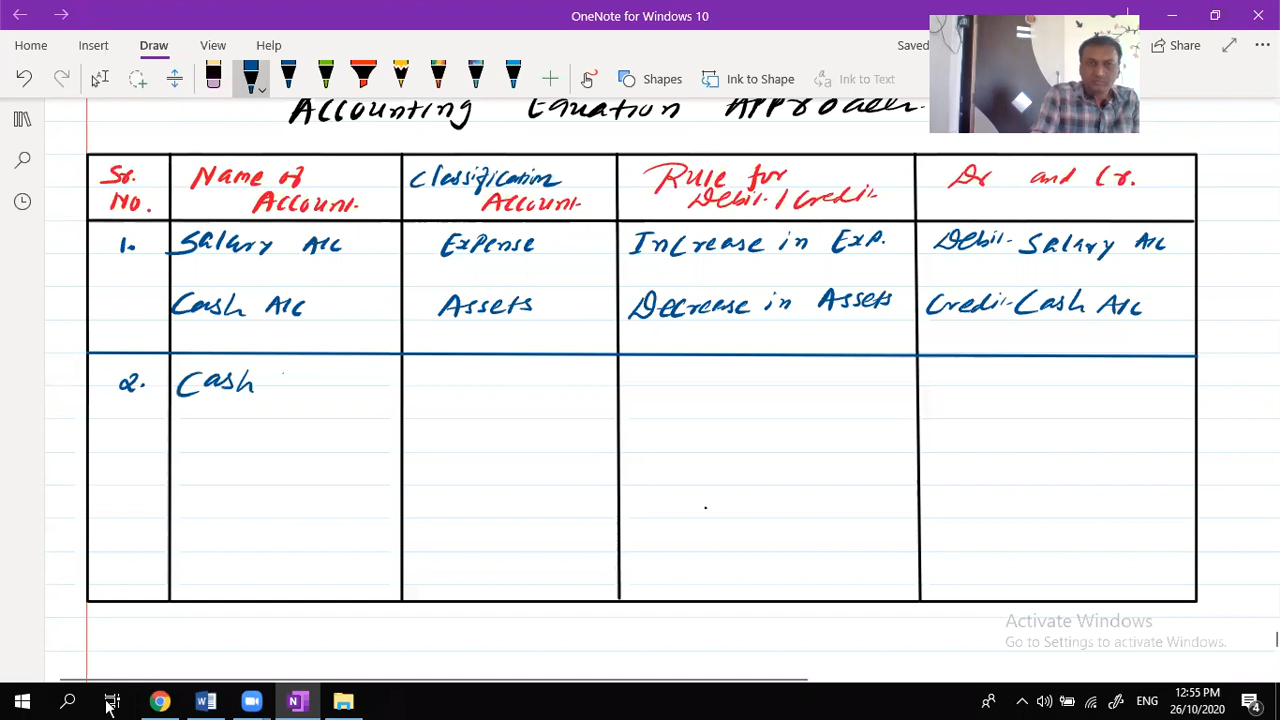 OneNote for Windows 10
Home Insert Draw View Help Saved Share
Shapes Ink to Shape Ink to Text
Accounting Equation Approach.
Sr. No. Name of Account. Classification Account. Rule for Debit / Credit Dr and Cr.
1. Salary A/c Expense Increase in Exp. Debit Salary A/c
Cash A/c Assets Decrease in Assets Credit Cash A/c
2. Cash
Activate Windows
Go to Settings to activate Windows.
ENG 12:55 PM
26/10/2020
4